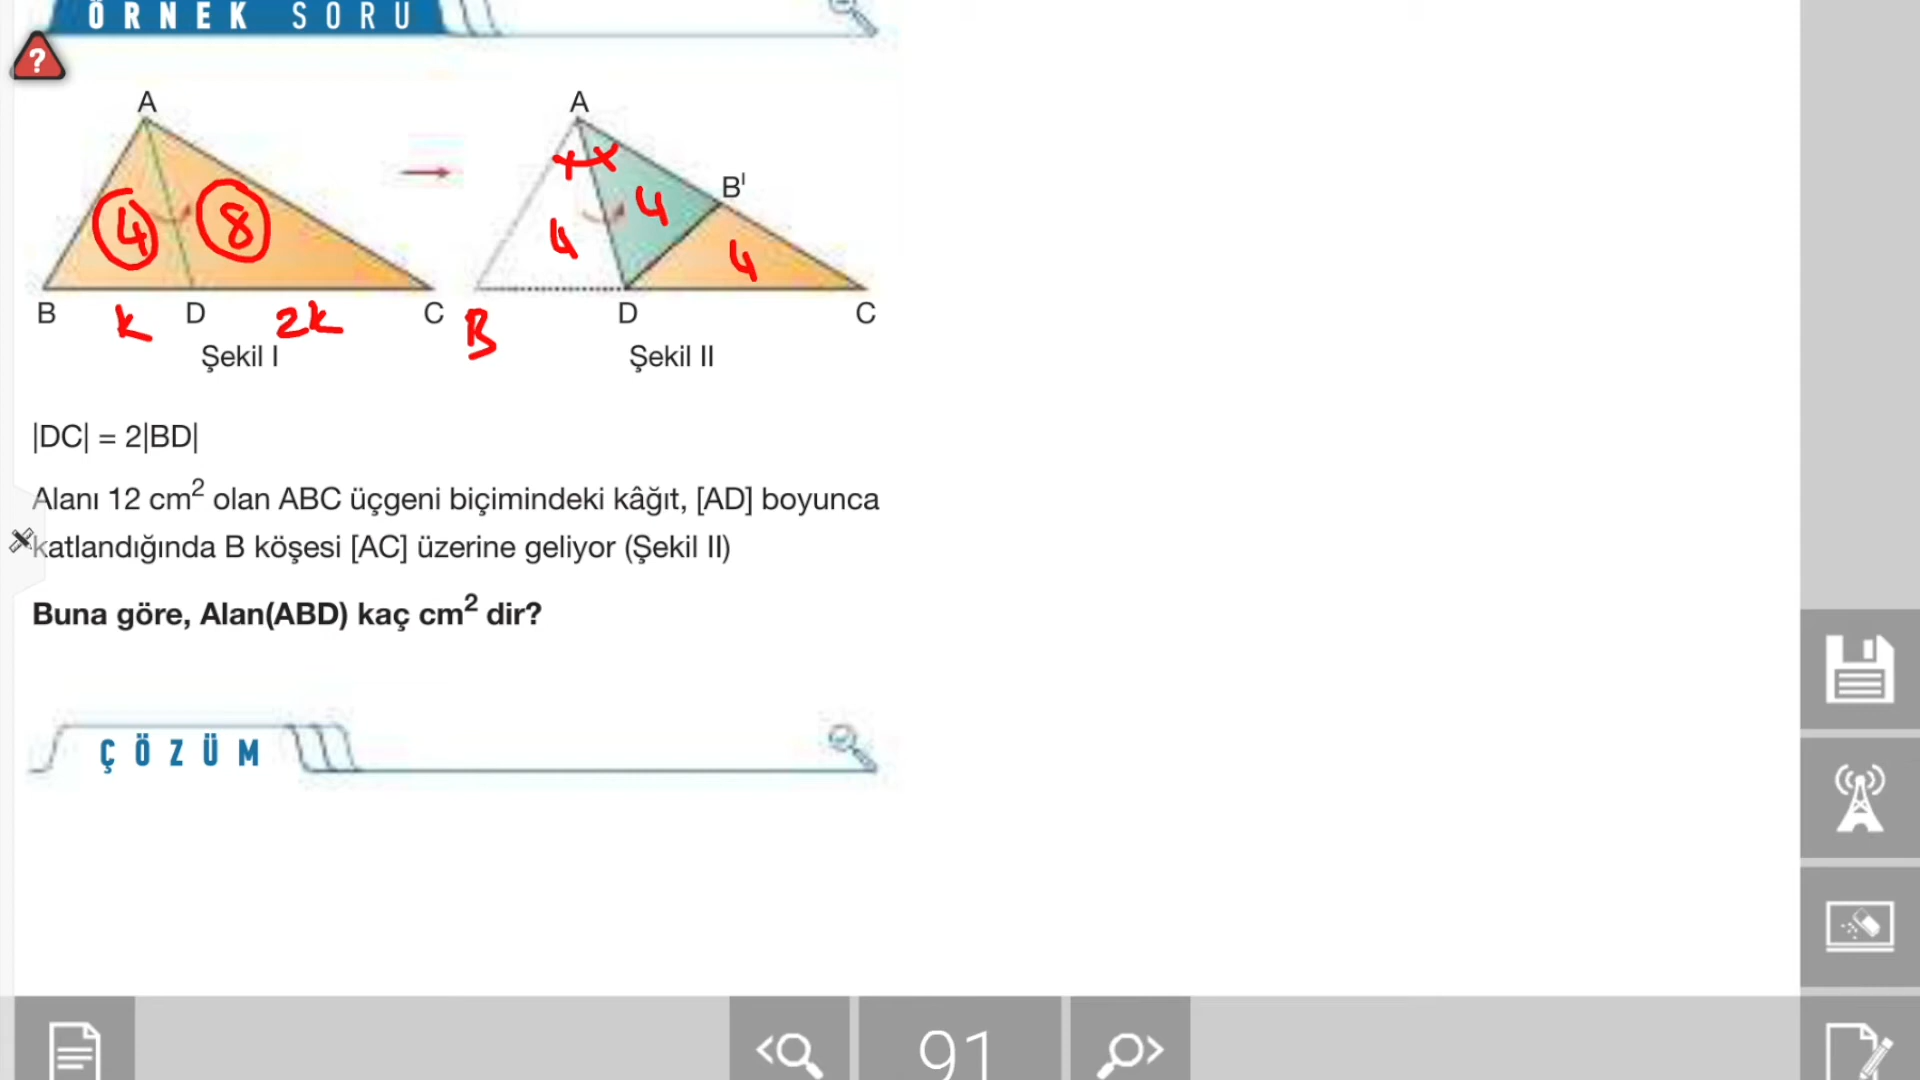 ÖRNEK SORU
?
A
A
B'
4
8
4
4
4
B
D
C
B
D
C
k
2k
Şekil I
Şekil II
|DC| = 2|BD|
Alanı 12 cm² olan ABC üçgeni biçimindeki kâğıt, [AD] boyunca
katlandığında B köşesi [AC] üzerine geliyor (Şekil II)
Buna göre, Alan(ABD) kaç cm² dir?
ÇÖZÜM
91